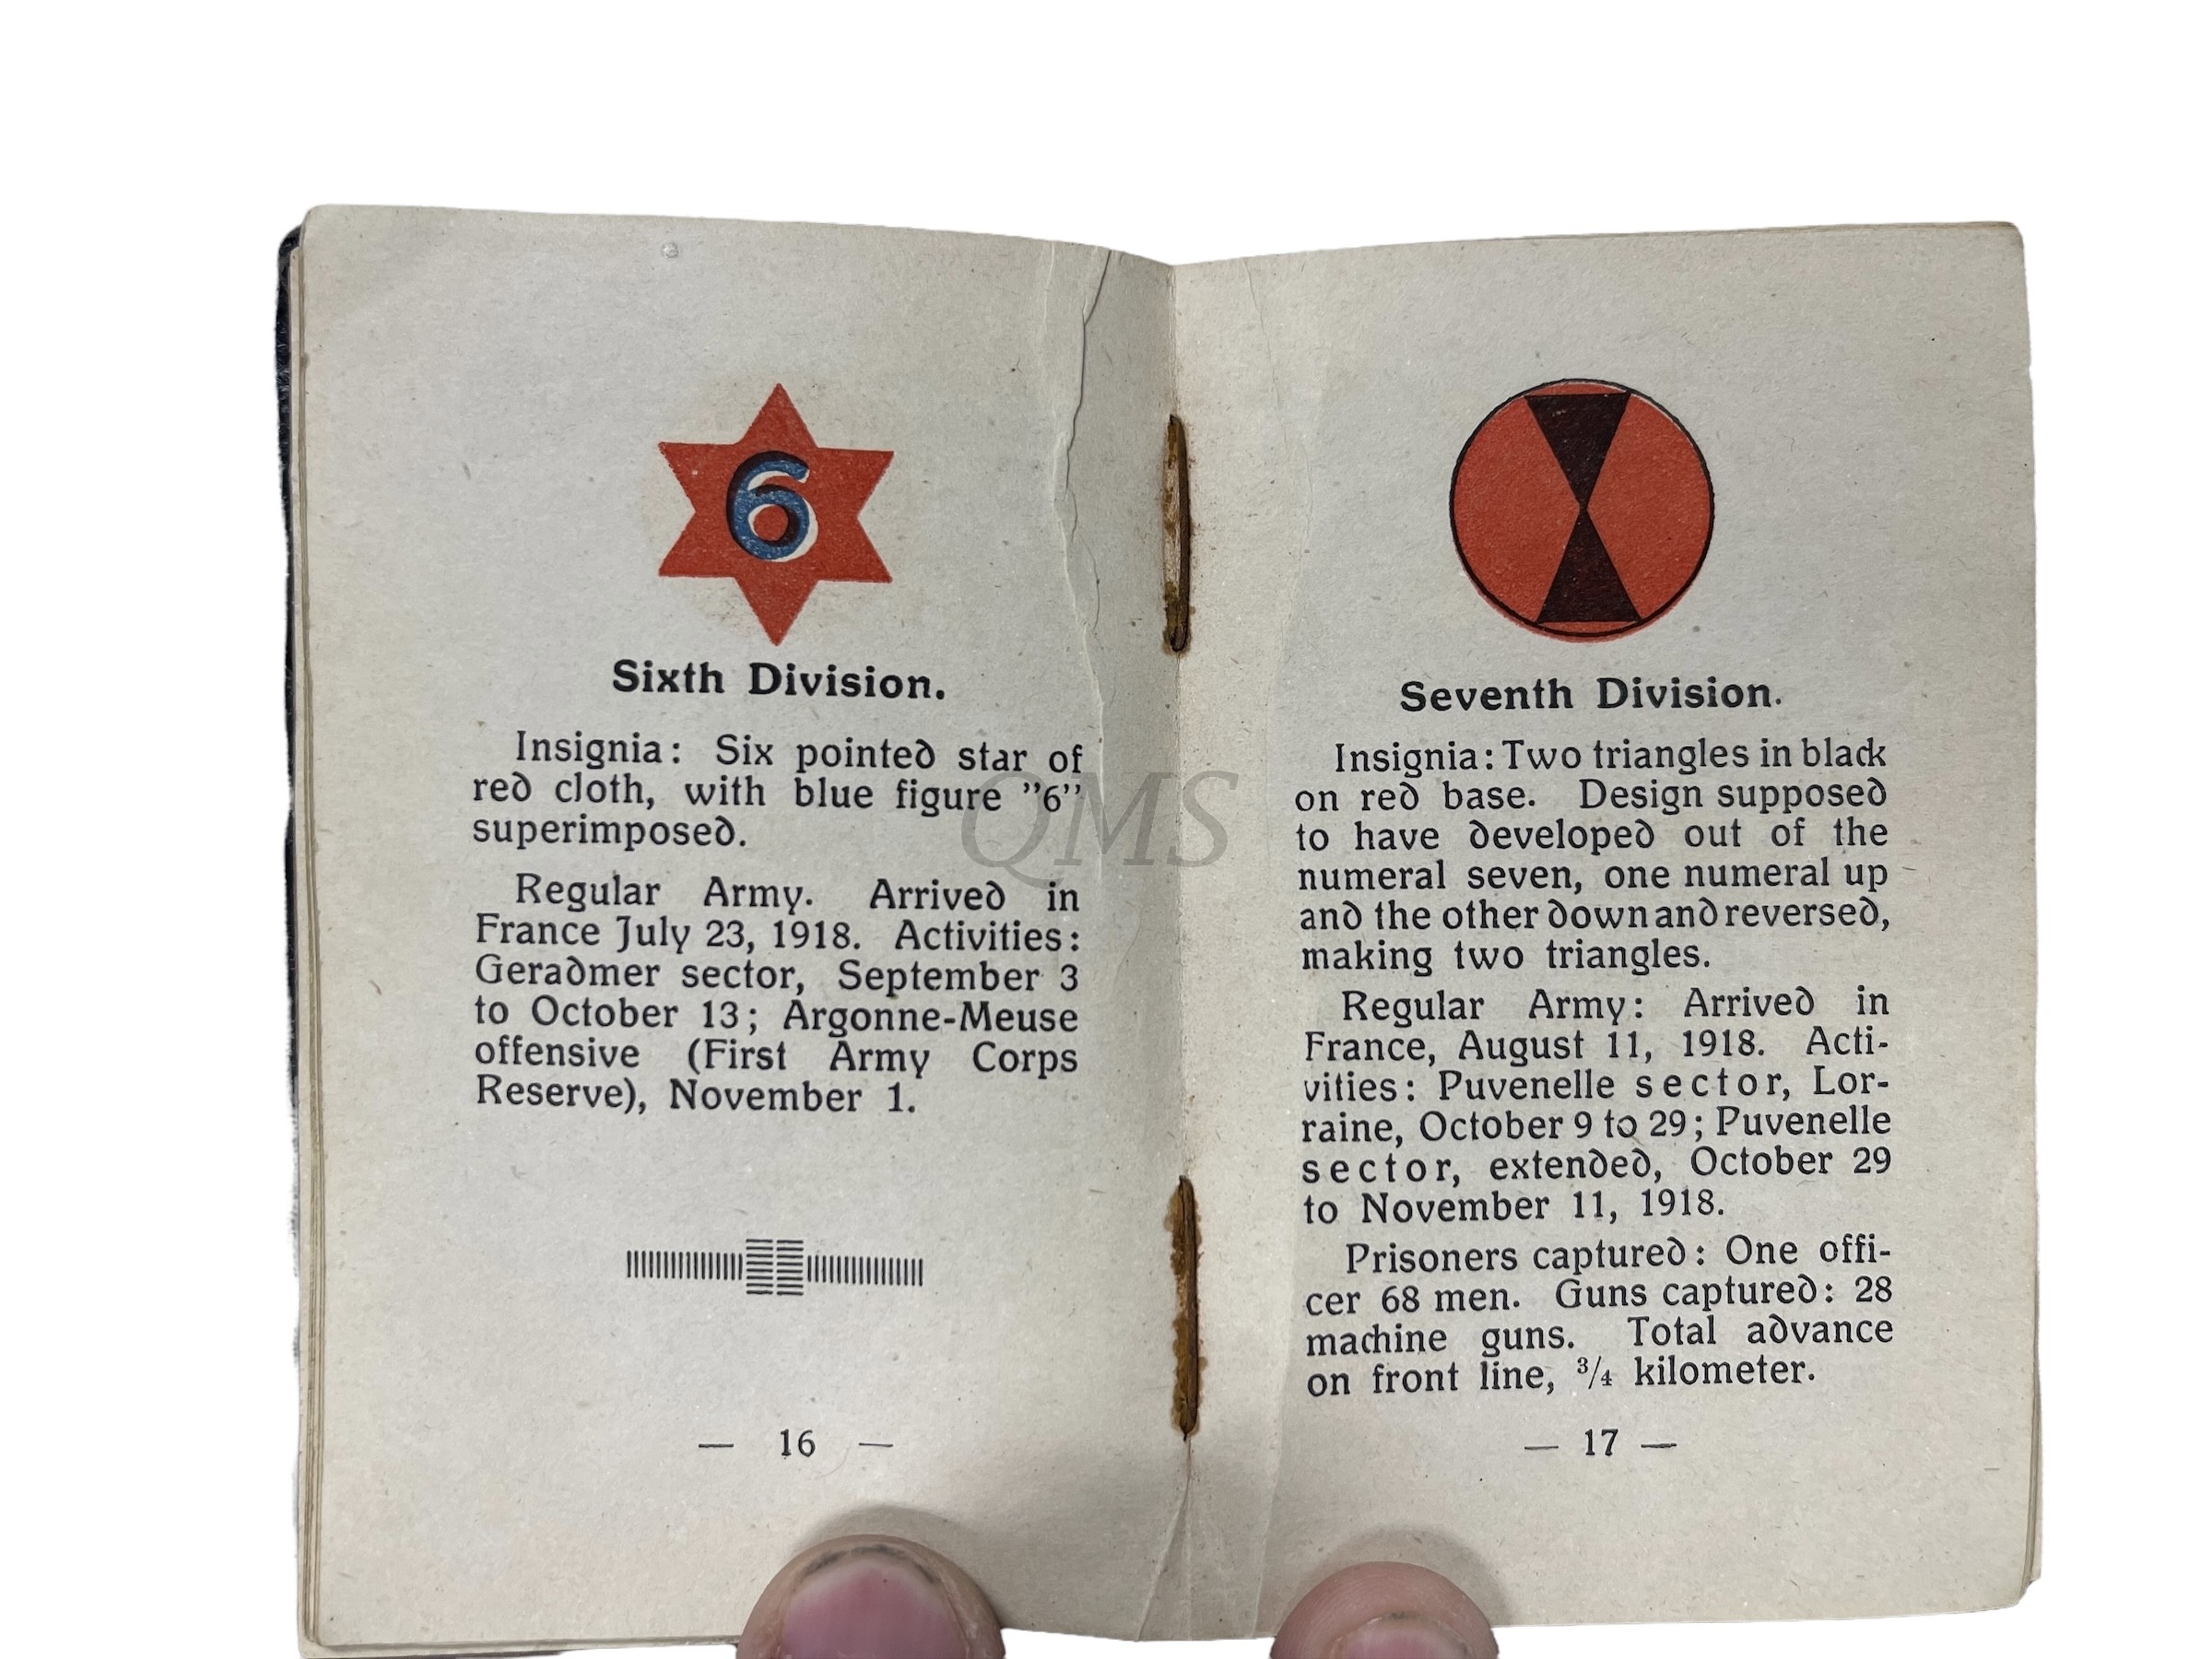 6
Sixth Division.
Insignia: Six pointed star of
red cloth, with blue figure "6"
superimposed.
Regular Army. Arrived in
France July 23, 1918. Activities:
Geradmer sector, September 3
to October 13; Argonne-Meuse
offensive (First Army Corps
Reserve), November 1.
— 16 —
Seventh Division.
Insignia: Two triangles in black
on red base. Design supposed
to have developed out of the
numeral seven, one numeral up
and the other down and reversed,
making two triangles.
Regular Army: Arrived in
France, August 11, 1918. Acti-
vities: Puvenelle sector, Lor-
raine, October 9 to 29; Puvenelle
sector, extended, October 29
to November 11, 1918.
Prisoners captured: One offi-
cer 68 men. Guns captured: 28
machine guns. Total advance
on front line, 3/4 kilometer.
— 17 —
QMS